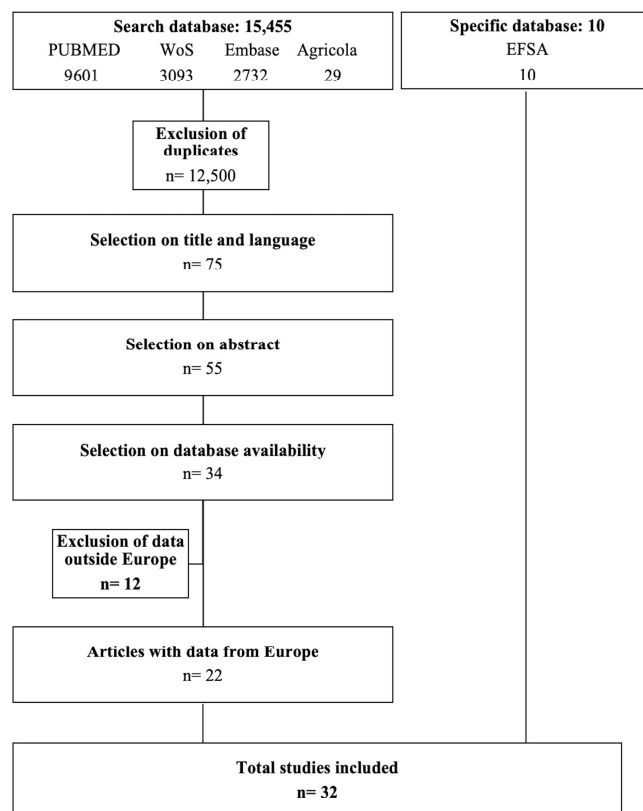 Search database: 15,455
PUBMED WoS Embase Agricola
9601 3093 2732 29
Specific database: 10
EFSA
10
Exclusion of
duplicates
n= 12,500
Selection on title and language
n= 75
Selection on abstract
n= 55
Selection on database availability
n= 34
Exclusion of data
outside Europe
n= 12
Articles with data from Europe
n= 22
Total studies included
n= 32